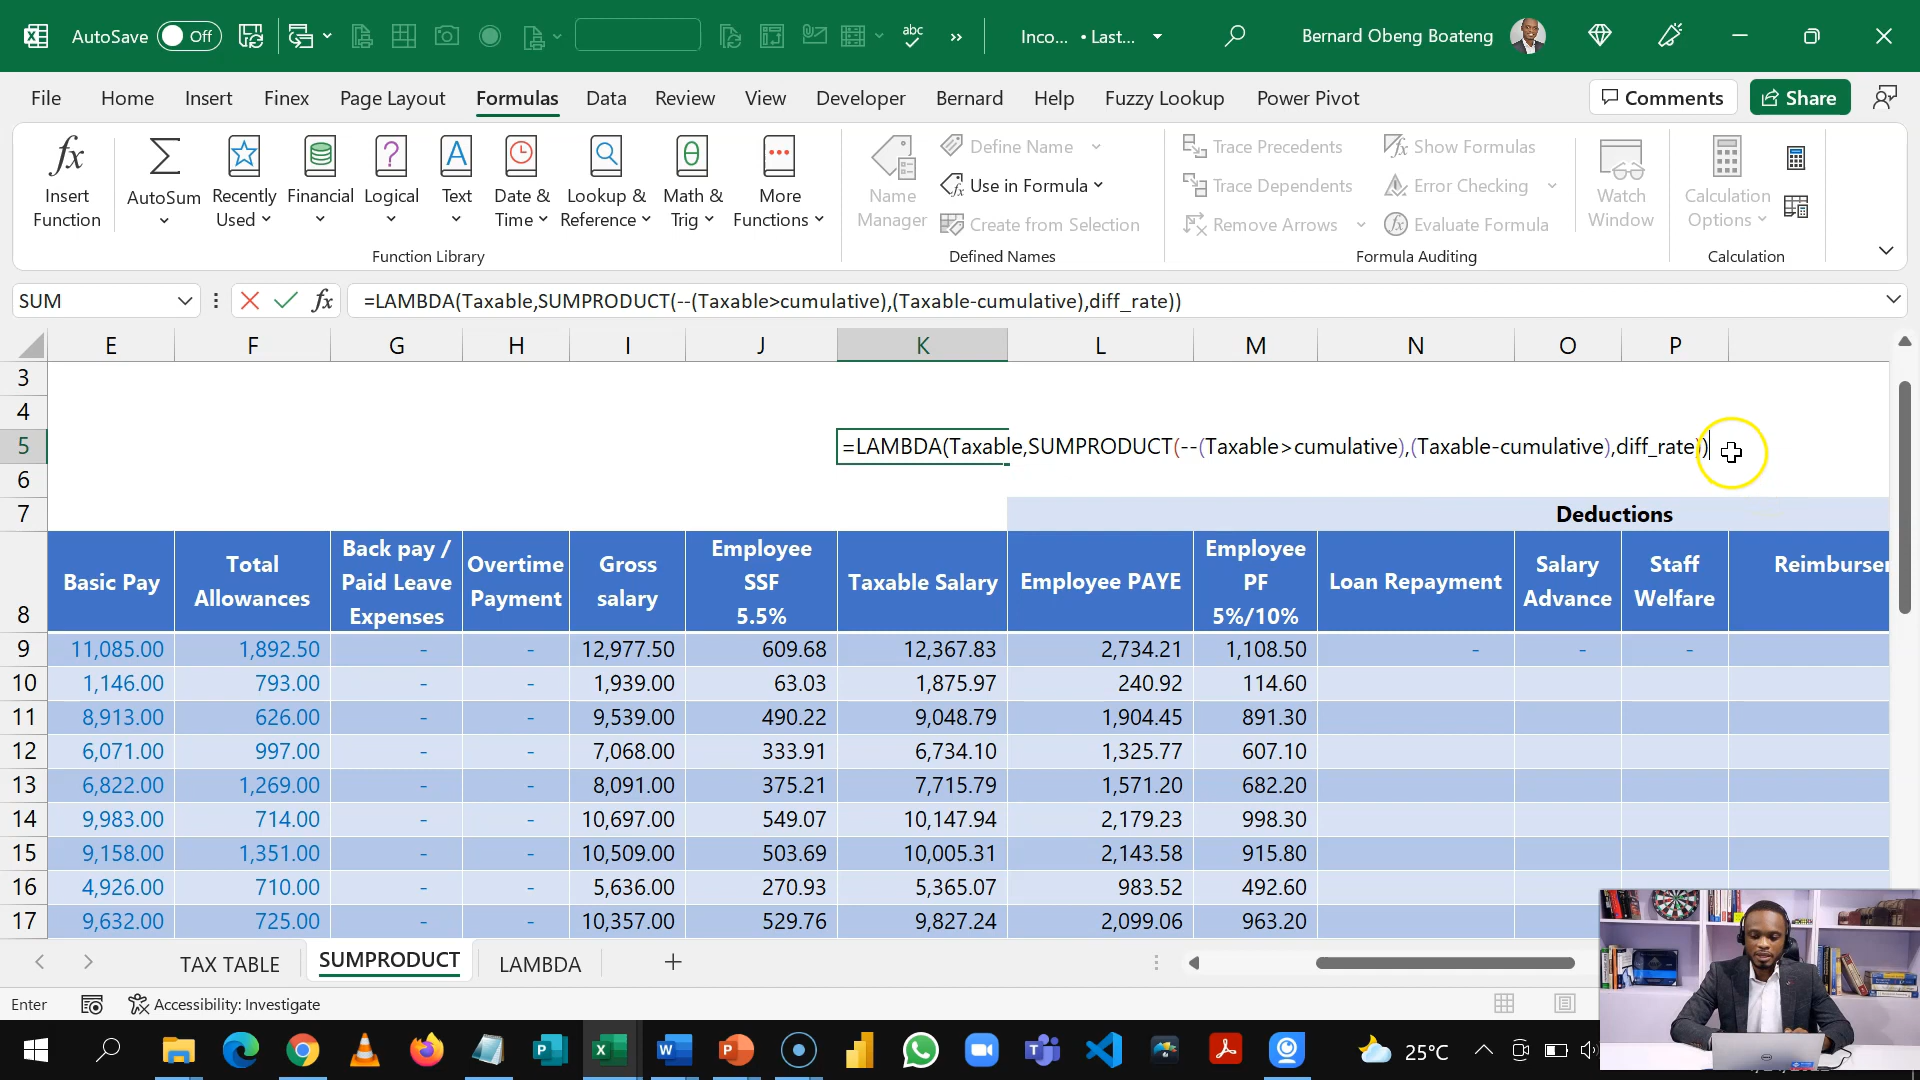 AutoSave Off Inco... • Last... Bernard Obeng Boateng
File Home Insert Finex Page Layout Formulas Data Review View Developer Bernard Help Fuzzy Lookup Power Pivot Comments Share
Insert Function AutoSum Recently Used Financial Logical Text Date & Time Lookup & Reference Math & Trig More Functions
Function Library
Name Manager Define Name Use in Formula Create from Selection
Defined Names
Trace Precedents Show Formulas
Trace Dependents Error Checking
Remove Arrows Evaluate Formula
Watch Window
Formula Auditing
Calculation Options
Calculation
SUM fx =LAMBDA(Taxable,SUMPRODUCT(--(Taxable>cumulative),(Taxable-cumulative),diff_rate))
E F G H I J K L M N O P
3
4
5 =LAMBDA(Taxable,SUMPRODUCT(--(Taxable>cumulative),(Taxable-cumulative),diff_rate))
6
7 Deductions
8 Basic Pay Total Allowances Back pay / Paid Leave Expenses Overtime Payment Gross salary Employee SSF 5.5% Taxable Salary Employee PAYE Employee PF 5%/10% Loan Repayment Salary Advance Staff Welfare Reimburser
9 11,085.00 1,892.50 - - 12,977.50 609.68 12,367.83 2,734.21 1,108.50 - - -
10 1,146.00 793.00 - - 1,939.00 63.03 1,875.97 240.92 114.60
11 8,913.00 626.00 - - 9,539.00 490.22 9,048.79 1,904.45 891.30
12 6,071.00 997.00 - - 7,068.00 333.91 6,734.10 1,325.77 607.10
13 6,822.00 1,269.00 - - 8,091.00 375.21 7,715.79 1,571.20 682.20
14 9,983.00 714.00 - - 10,697.00 549.07 10,147.94 2,179.23 998.30
15 9,158.00 1,351.00 - - 10,509.00 503.69 10,005.31 2,143.58 915.80
16 4,926.00 710.00 - - 5,636.00 270.93 5,365.07 983.52 492.60
17 9,632.00 725.00 - - 10,357.00 529.76 9,827.24 2,099.06 963.20
TAX TABLE SUMPRODUCT LAMBDA
Enter Accessibility: Investigate
25°C